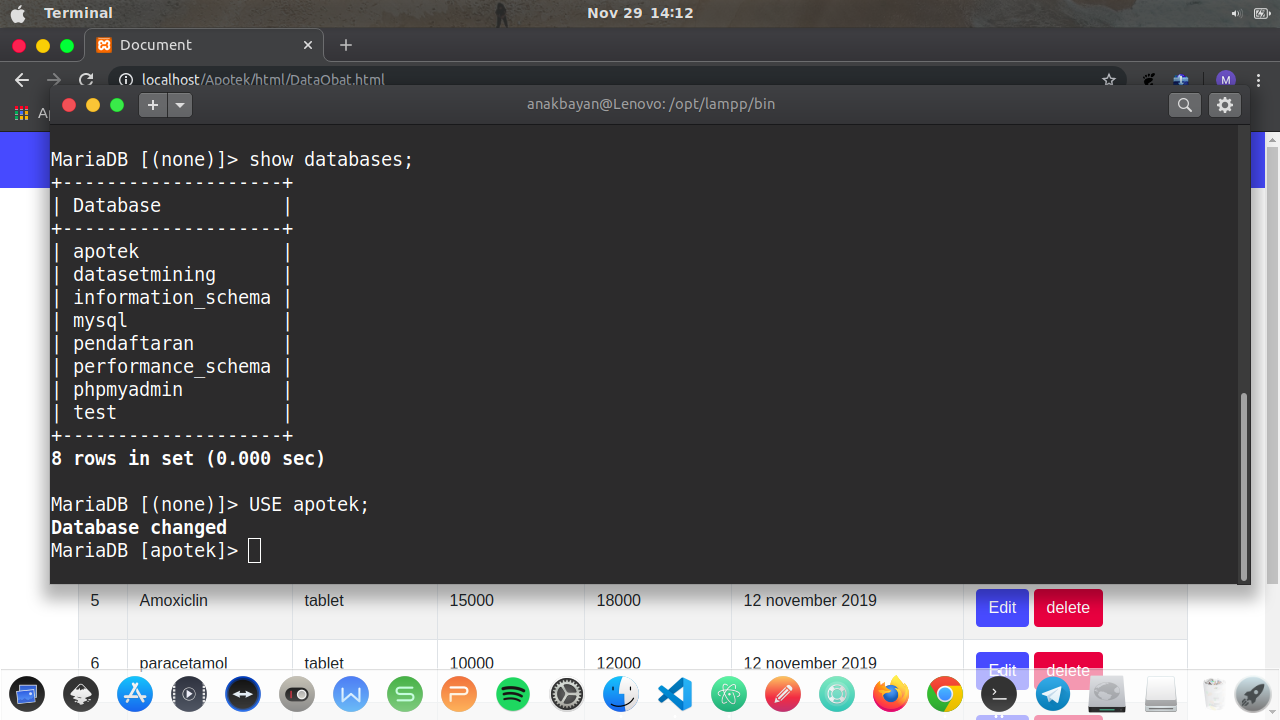 Terminal
Nov 29 14:12
Document
localhost/Apotek/html/DataObat.html
M
anakbayan@Lenovo: /opt/lampp/bin
MariaDB [(none)]> show databases;
+--------------------+
| Database           |
+--------------------+
| apotek             |
| datasetmining      |
| information_schema |
| mysql              |
| pendaftaran        |
| performance_schema |
| phpmyadmin         |
| test               |
+--------------------+
8 rows in set (0.000 sec)
MariaDB [(none)]> USE apotek;
Database changed
MariaDB [apotek]>
5 Amoxiclin tablet 15000 18000 12 november 2019 Edit delete
6 paracetamol tablet 10000 12000 12 november 2019 Edit delete